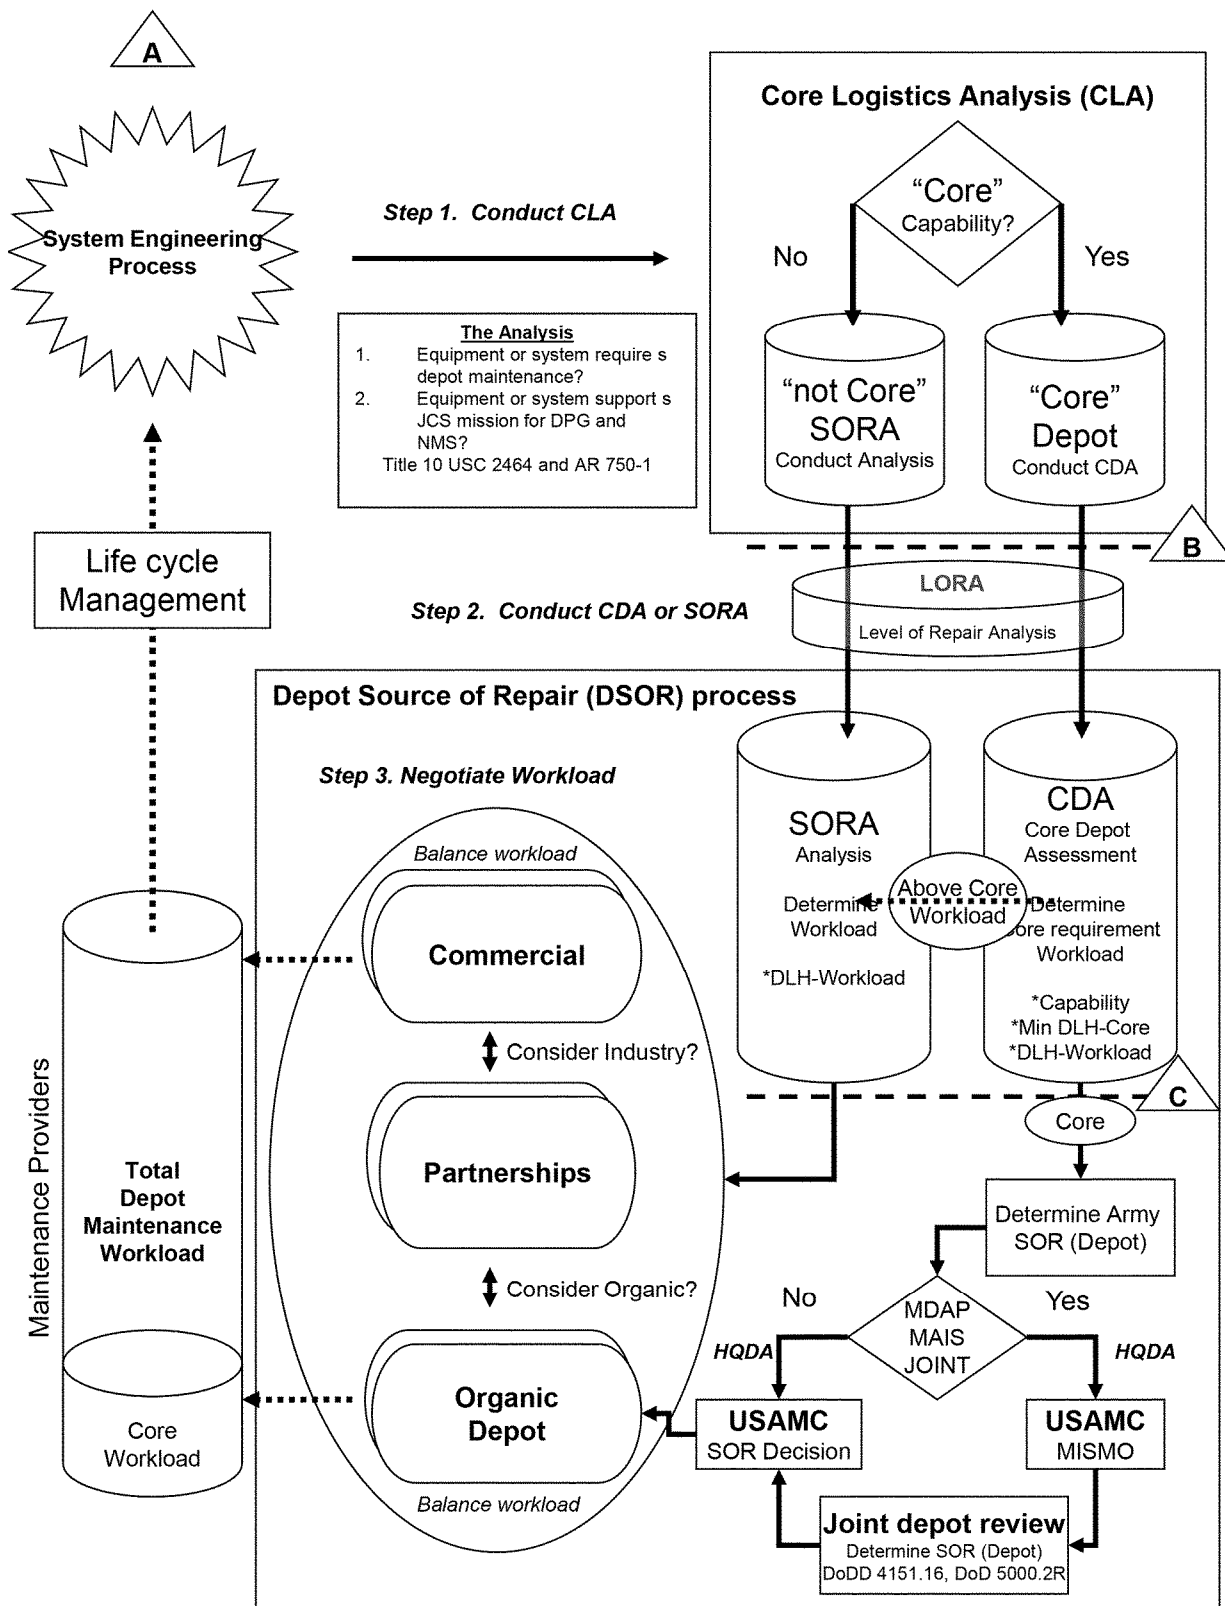 A
System Engineering
Process
Step 1.  Conduct CLA
The Analysis
1. Equipment or system require s
depot maintenance?
2. Equipment or system support s
JCS mission for DPG and
NMS?
Title 10 USC 2464 and AR 750-1
Core Logistics Analysis (CLA)
“Core”
Capability?
No
Yes
“not Core”
SORA
Conduct Analysis
“Core”
Depot
Conduct CDA
B
Life cycle
Management
Step 2.  Conduct CDA or SORA
LORA
Level of Repair Analysis
Depot Source of Repair (DSOR) process
Step 3. Negotiate Workload
Balance workload
Commercial
Consider Industry?
Partnerships
Consider Organic?
Organic
Depot
Balance workload
SORA
Analysis
Determine
Workload
*DLH-Workload
Above Core
Workload
CDA
Core Depot
Assessment
Determine
Core requirement
Workload
*Capability
*Min DLH-Core
*DLH-Workload
C
Core
Determine Army
SOR (Depot)
No
Yes
MDAP
MAIS
JOINT
HQDA
HQDA
USAMC
SOR Decision
USAMC
MISMO
Joint depot review
Determine SOR (Depot)
DoDD 4151.16, DoD 5000.2R
Maintenance Providers
Total
Depot
Maintenance
Workload
Core
Workload